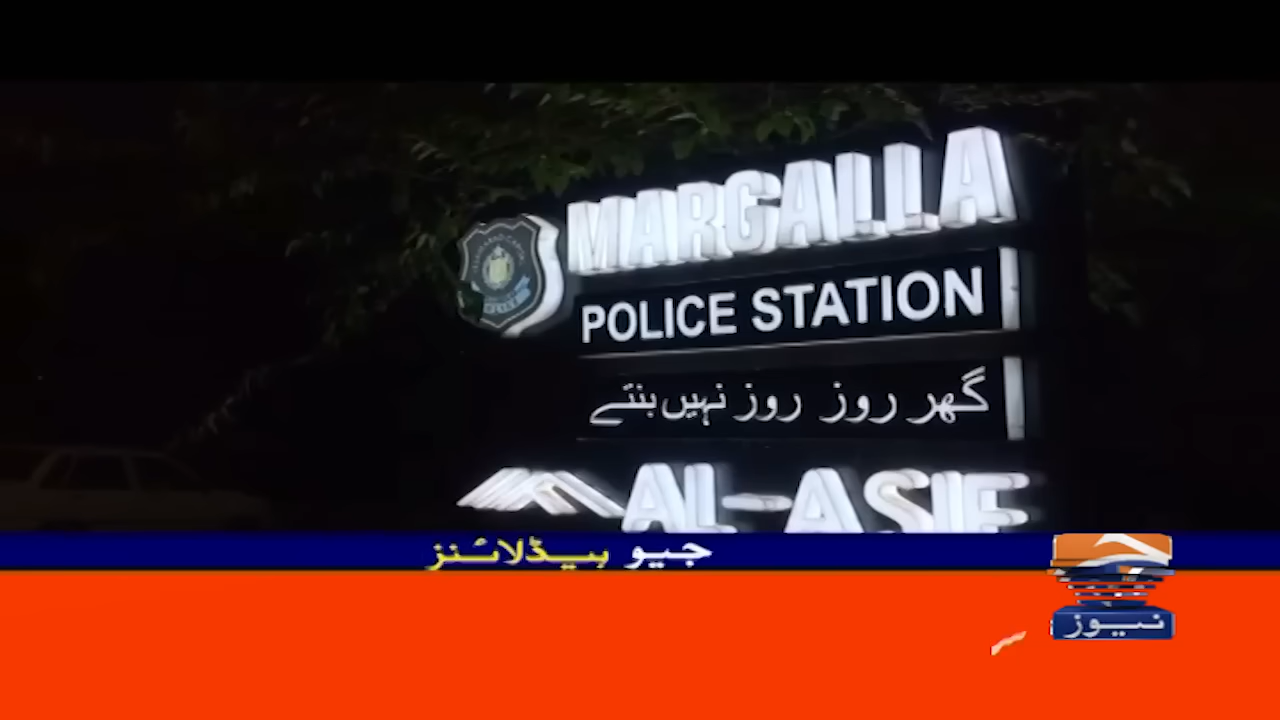 MARGALLA
POLICE STATION
گھر روز روز نہیں بنتے
AL-ASIF
جیو ہیڈلائنز
نیوز